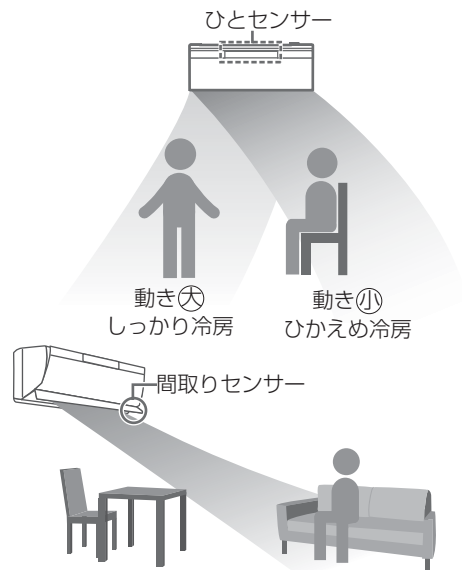 ひとセンサー
動き㊅
しっかり冷房
動き㊙
ひかえめ冷房
間取りセンサー